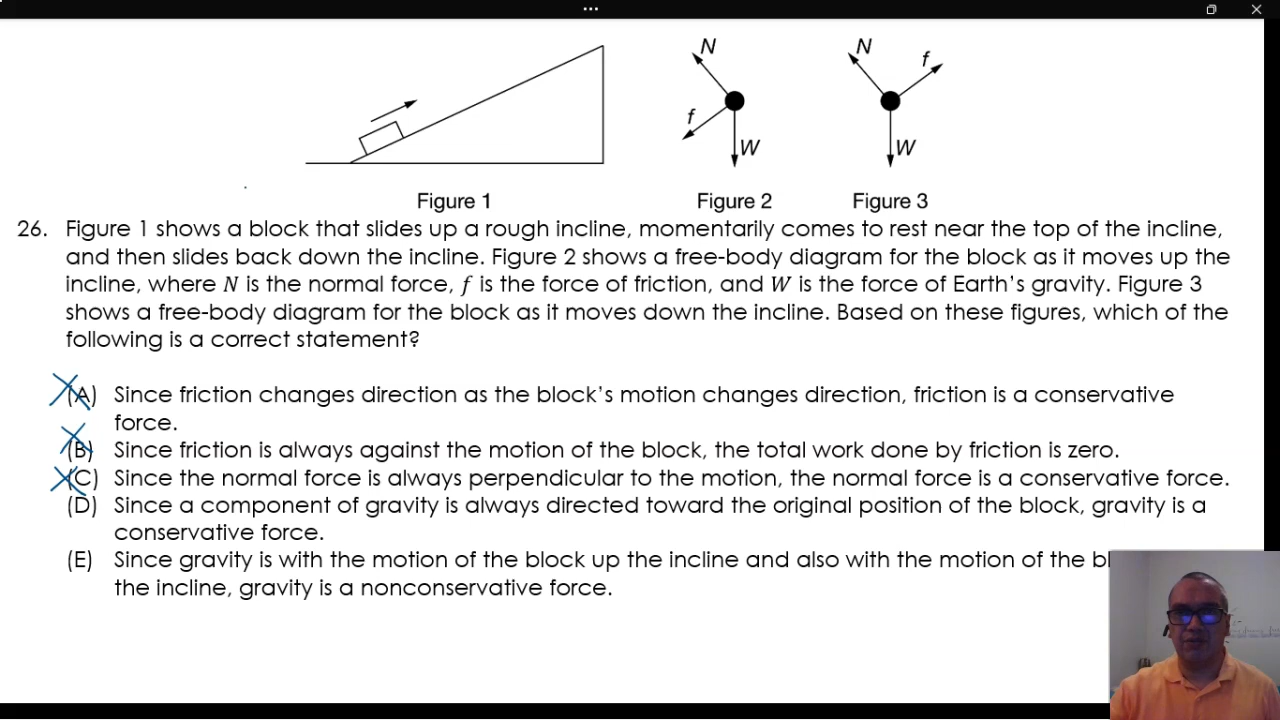 N
N
f
f
W
W
Figure 1
Figure 2
Figure 3
26. Figure 1 shows a block that slides up a rough incline, momentarily comes to rest near the top of the incline,
and then slides back down the incline. Figure 2 shows a free-body diagram for the block as it moves up the
incline, where N is the normal force, f is the force of friction, and W is the force of Earth's gravity. Figure 3
shows a free-body diagram for the block as it moves down the incline. Based on these figures, which of the
following is a correct statement?
(A) Since friction changes direction as the block's motion changes direction, friction is a conservative
force.
(B) Since friction is always against the motion of the block, the total work done by friction is zero.
(C) Since the normal force is always perpendicular to the motion, the normal force is a conservative force.
(D) Since a component of gravity is always directed toward the original position of the block, gravity is a
conservative force.
(E) Since gravity is with the motion of the block up the incline and also with the motion of the
the incline, gravity is a nonconservative force.